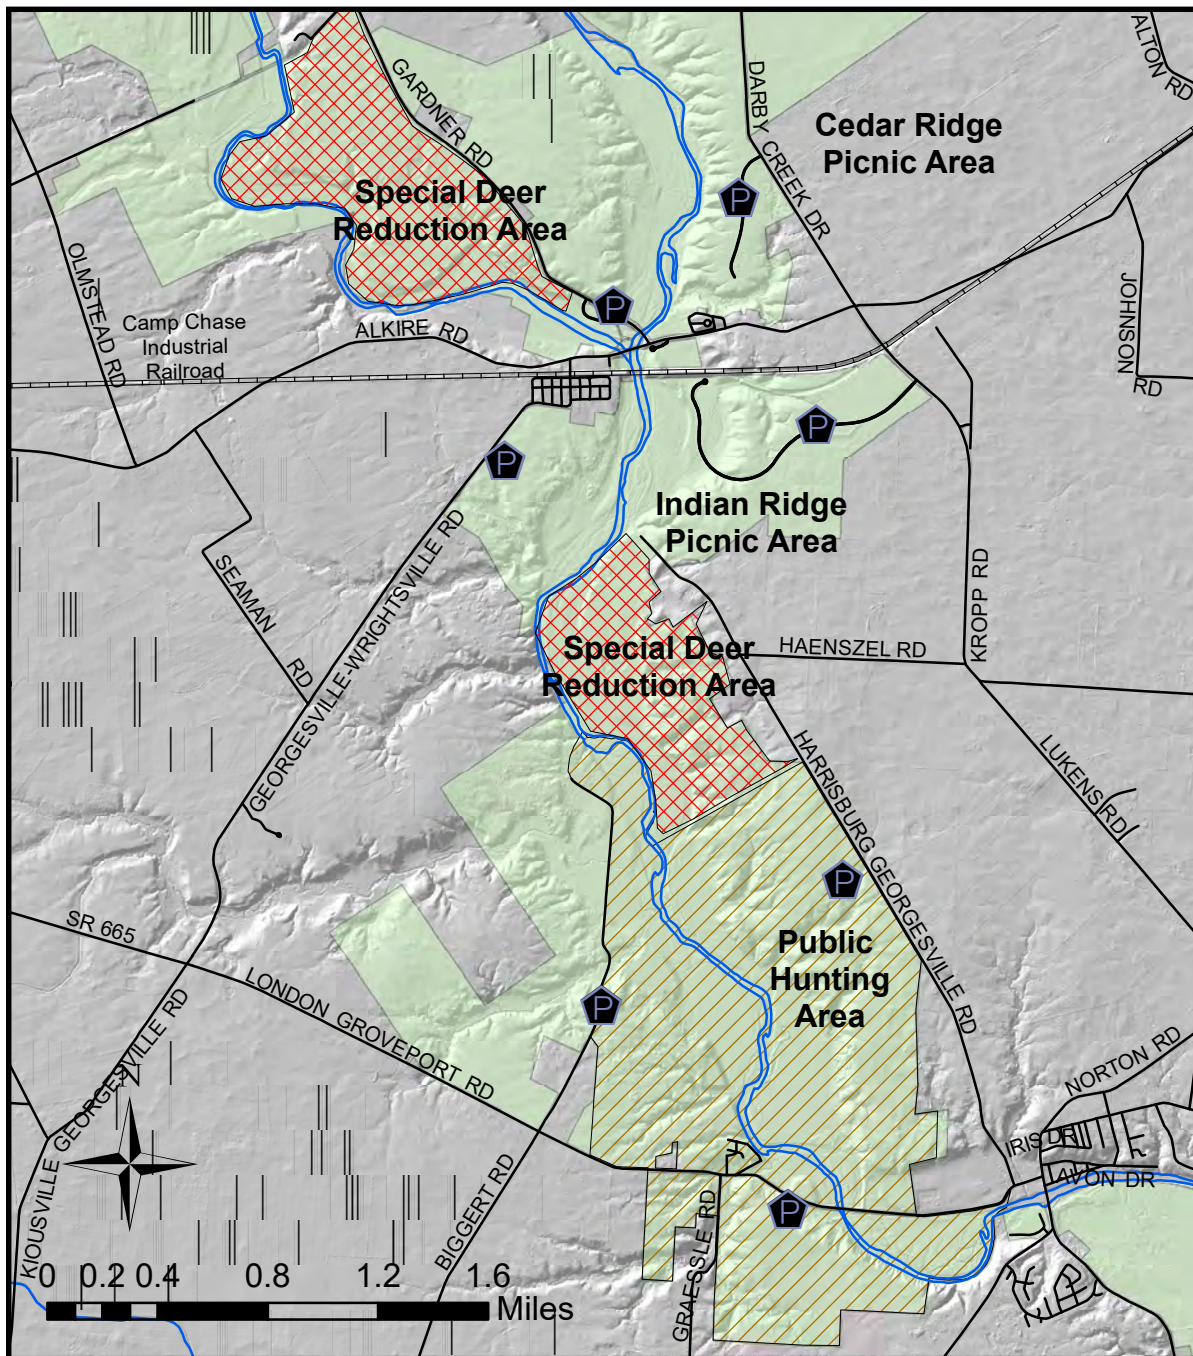 ALTON RD
GARDNER RD
DARBY CREEK DR
Cedar Ridge
Picnic Area
P
Special Deer
Reduction Area
OLMSTEAD RD
JOHNSON
RD
P
Camp Chase
Industrial
Railroad
ALKIRE RD
P
P
Indian Ridge
Picnic Area
GEORGESVILLE-WRIGHTSVILLE RD
SEAMAN
RD
KROPP RD
HAENSZEL RD
Special Deer
Reduction Area
LUKENS RD
HARRISBURG GEORGESVILLE RD
P
SR 665
Public
Hunting
Area
LONDON GROVEPORT RD
P
KIOUSVILLE GEORGESVILLE RD
N
NORTON RD
IRIS DR
AVON DR
BIGGERT RD
GRAESSLE RD
P
0 0.2 0.4 0.8 1.2 1.6
Miles